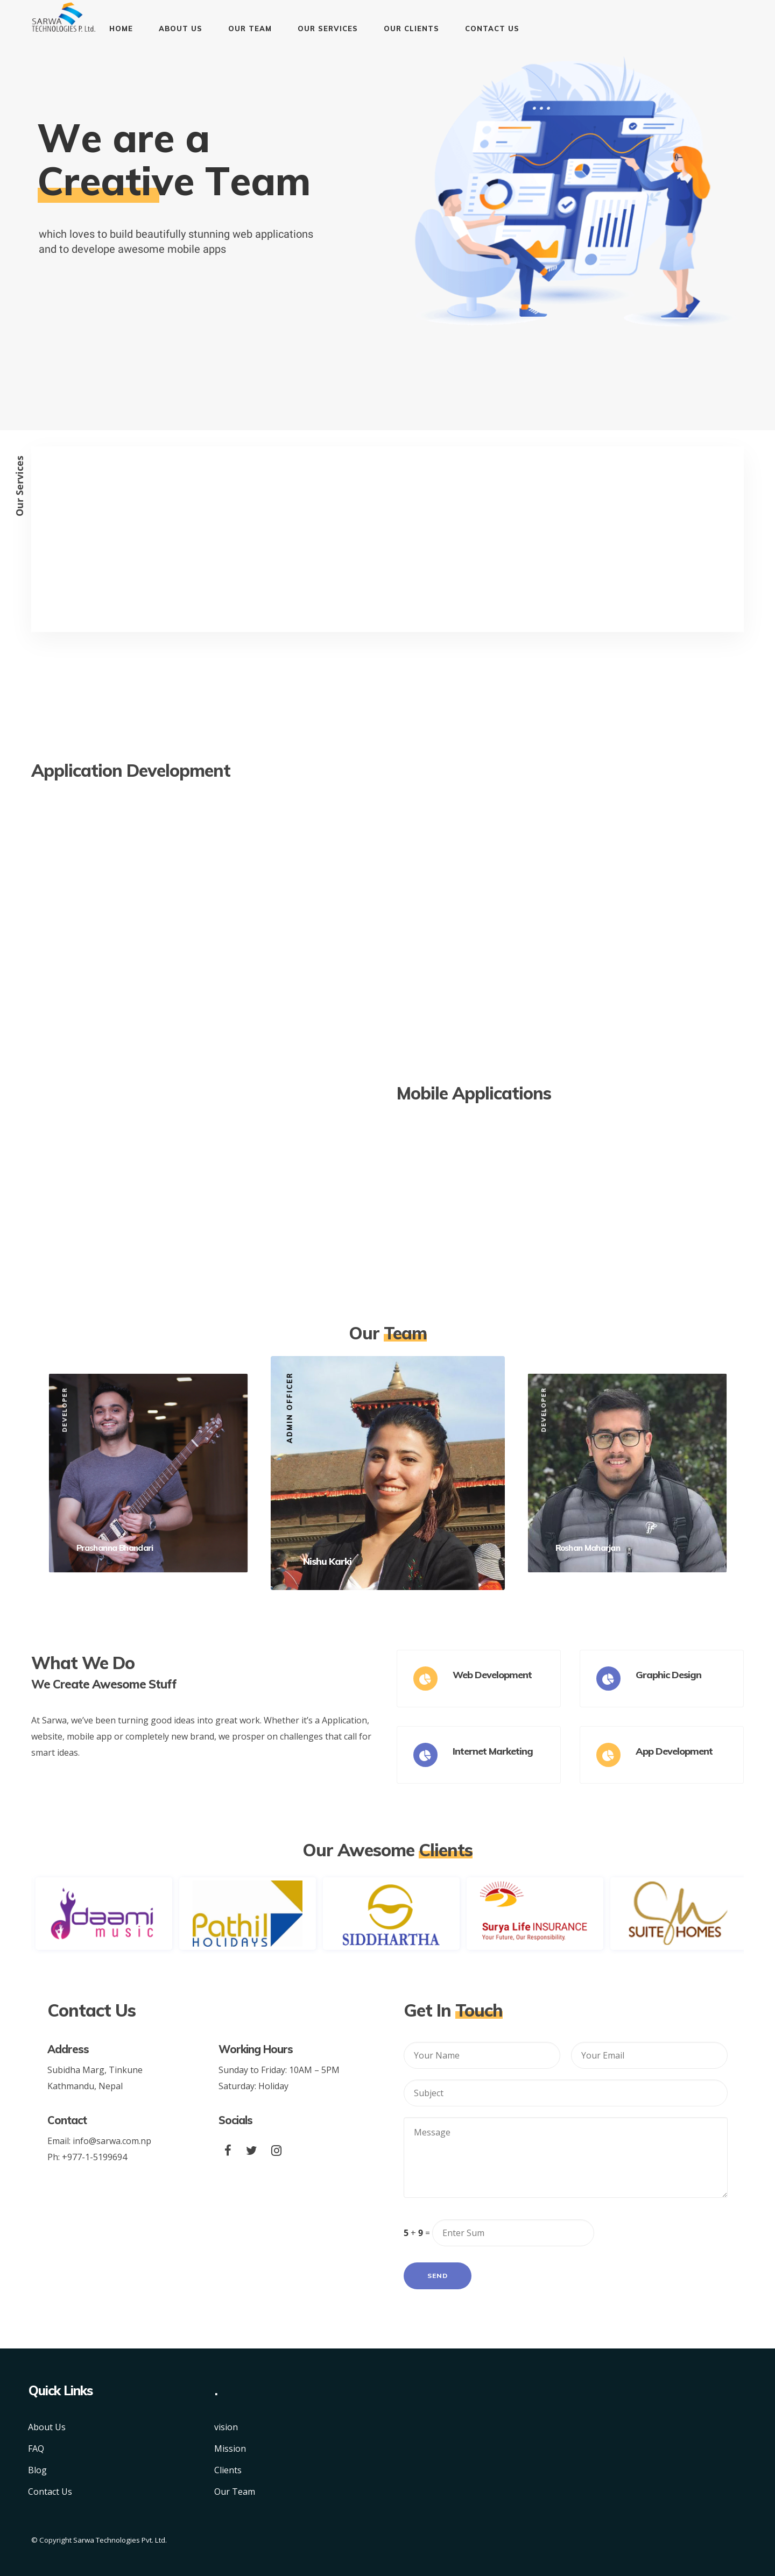 SARWA
TECHNOLOGIES P. Ltd.
HOME
ABOUT US
OUR TEAM
OUR SERVICES
OUR CLIENTS
CONTACT US
We are a
Creative Team
which loves to build beautifully stunning web applications
and to develope awesome mobile apps
Our Services
Application Development
Mobile Applications
Our Team
DEVELOPER
Prashanna Bhandari
ADMIN OFFICER
Nishu Karki
DEVELOPER
Roshan Maharjan
What We Do
We Create Awesome Stuff
At Sarwa, we’ve been turning good ideas into great work. Whether it’s a Application,
website, mobile app or completely new brand, we prosper on challenges that call for
smart ideas.
Web Development
Graphic Design
Internet Marketing
App Development
Our Awesome Clients
daami
music
Pathil
HOLIDAYS
SIDDHARTHA
Surya Life INSURANCE
Your Future, Our Responsibility.
SUITE HOMES
Contact Us
Address
Subidha Marg, Tinkune
Kathmandu, Nepal
Working Hours
Sunday to Friday: 10AM – 5PM
Saturday: Holiday
Contact
Email: info@sarwa.com.np
Ph: +977-1-5199694
Socials
Get In Touch
Your Name
Your Email
Subject
Message
5 + 9 =
Enter Sum
SEND
Quick Links
About Us
FAQ
Blog
Contact Us
.
vision
Mission
Clients
Our Team
© Copyright Sarwa Technologies Pvt. Ltd.